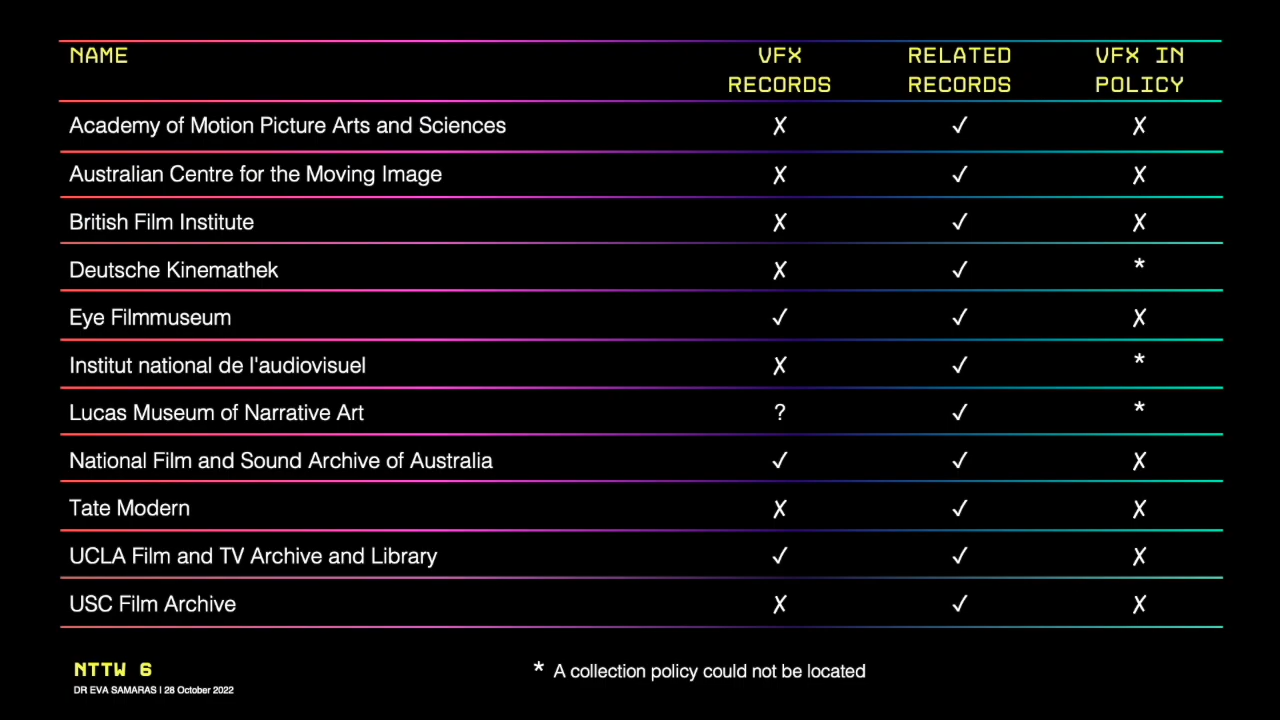 NAME VFX RECORDS RELATED RECORDS VFX IN POLICY
Academy of Motion Picture Arts and Sciences ✗ ✓ ✗
Australian Centre for the Moving Image ✗ ✓ ✗
British Film Institute ✗ ✓ ✗
Deutsche Kinemathek ✗ ✓ *
Eye Filmmuseum ✓ ✓ ✗
Institut national de l'audiovisuel ✗ ✓ *
Lucas Museum of Narrative Art ? ✓ *
National Film and Sound Archive of Australia ✓ ✓ ✗
Tate Modern ✗ ✓ ✗
UCLA Film and TV Archive and Library ✓ ✓ ✗
USC Film Archive ✗ ✓ ✗
NTTW 6
DR EVA SAMARAS | 28 October 2022
* A collection policy could not be located